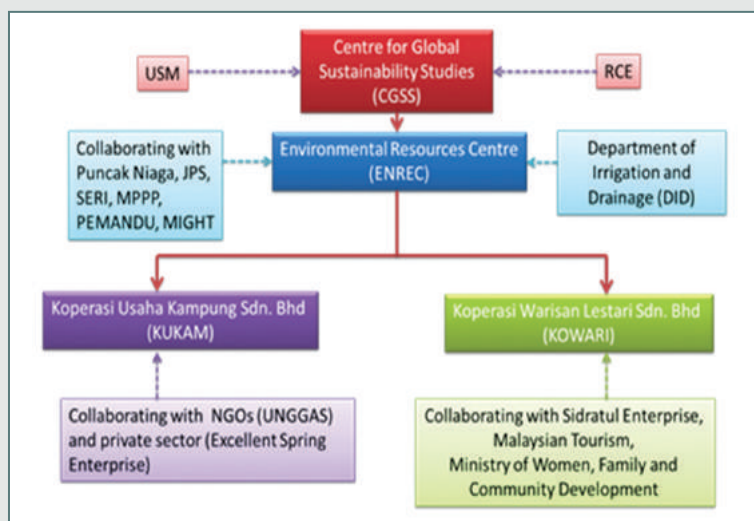 Centre for Global
Sustainability Studies
(CGSS)
USM
RCE
Collaborating with
Puncak Niaga, JPS,
SERI, MPPP,
PEMANDU, MIGHT
Environmental Resources Centre
(ENREC)
Department of
Irrigation and
Drainage (DID)
Koperasi Usaha Kampung Sdn. Bhd
(KUKAM)
Koperasi Warisan Lestari Sdn. Bhd
(KOWARI)
Collaborating with NGOs (UNGGAS)
and private sector (Excellent Spring
Enterprise)
Collaborating with Sidratul Enterprise,
Malaysian Tourism,
Ministry of Women, Family and
Community Development